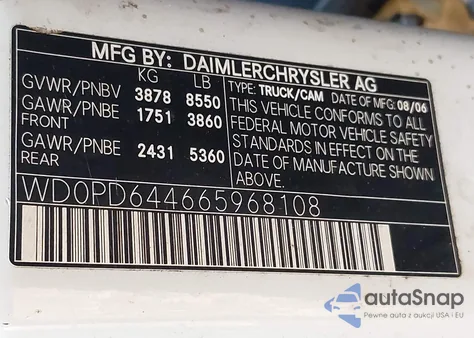 MFG BY: DAIMLERCHRYSLER AG
KG LB TYPE: TRUCK/CAM DATE OF MFG: 08/06
GVWR/PNBV 3878 8550 THIS VEHICLE CONFORMS TO ALL
GAWR/PNBE 1751 3860 FEDERAL MOTOR VEHICLE SAFETY
FRONT STANDARDS IN EFFECT ON THE
GAWR/PNBE 2431 5360 DATE OF MANUFACTURE SHOWN
REAR ABOVE.
WD0PD644665968108
autaSnap
Pewne auta z aukcji USA i EU